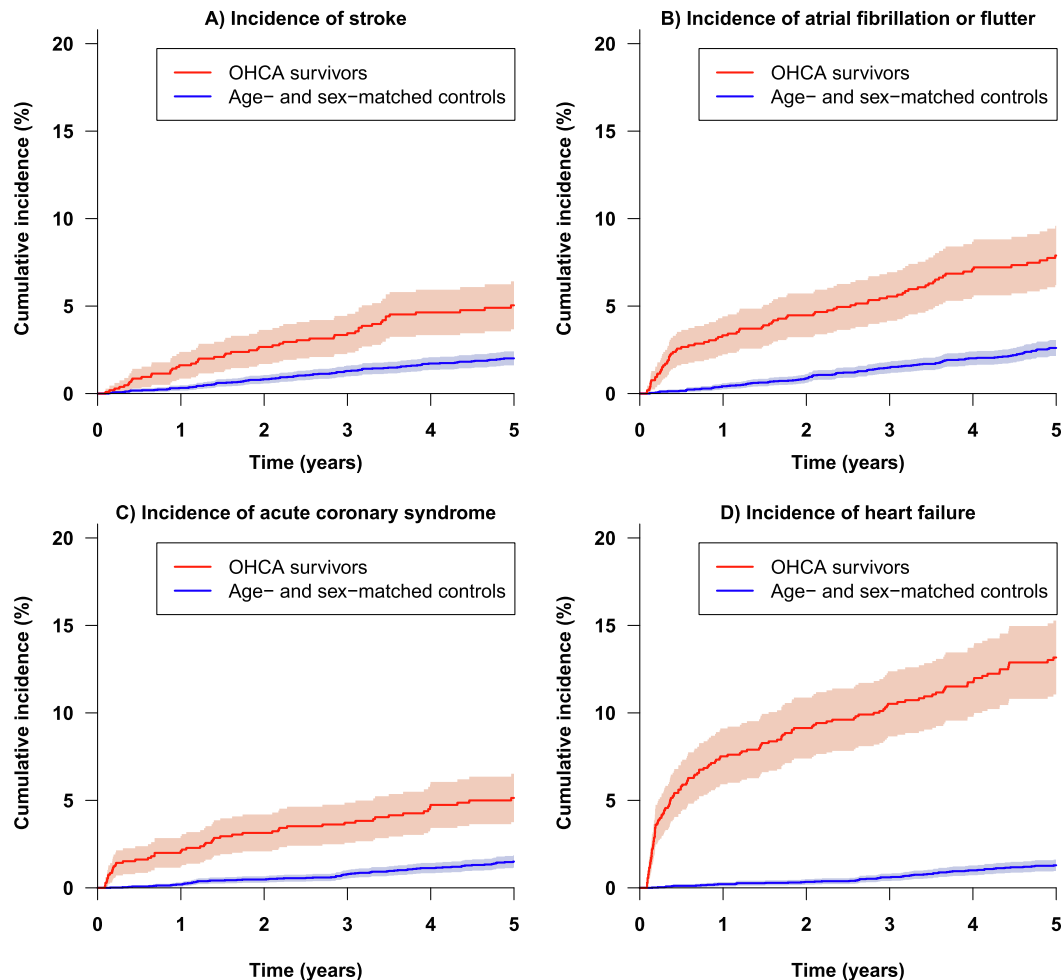 A) Incidence of stroke
Cumulative incidence (%)
20
15
10
5
0
OHCA survivors
Age− and sex−matched controls
0 1 2 3 4 5
Time (years)
B) Incidence of atrial fibrillation or flutter
Cumulative incidence (%)
20
15
10
5
0
OHCA survivors
Age− and sex−matched controls
0 1 2 3 4 5
Time (years)
C) Incidence of acute coronary syndrome
Cumulative incidence (%)
20
15
10
5
0
OHCA survivors
Age− and sex−matched controls
0 1 2 3 4 5
Time (years)
D) Incidence of heart failure
Cumulative incidence (%)
20
15
10
5
0
OHCA survivors
Age− and sex−matched controls
0 1 2 3 4 5
Time (years)